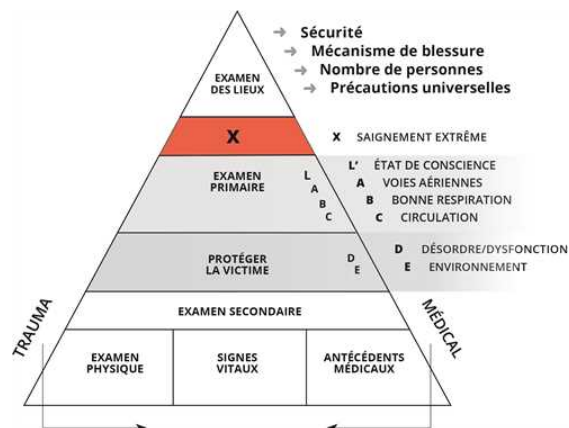 Sécurité
Mécanisme de blessure
Nombre de personnes
Précautions universelles
EXAMEN
DES LIEUX
X
X SAIGNEMENT EXTRÊME
EXAMEN
PRIMAIRE
L
A
B
C
L' ÉTAT DE CONSCIENCE
A VOIES AÉRIENNES
B BONNE RESPIRATION
C CIRCULATION
PROTÉGER
LA VICTIME
D
E
D DÉSORDRE/DYSFONCTION
E ENVIRONNEMENT
EXAMEN SECONDAIRE
TRAUMA
MÉDICAL
EXAMEN
PHYSIQUE
SIGNES
VITAUX
ANTÉCÉDENTS
MÉDICAUX